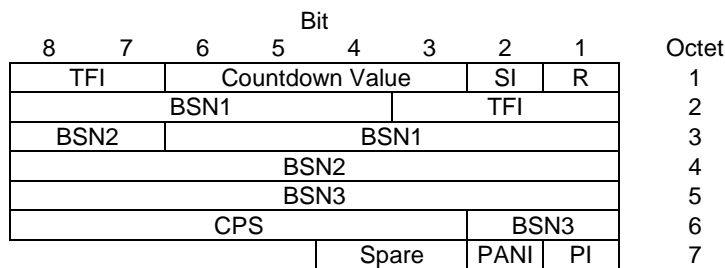 Bit
8 7 6 5 4 3 2 1 Octet
TFI Countdown Value SI R 1
BSN1 TFI 2
BSN2 BSN1 3
BSN2 4
BSN3 5
CPS BSN3 6
Spare PANI PI 7